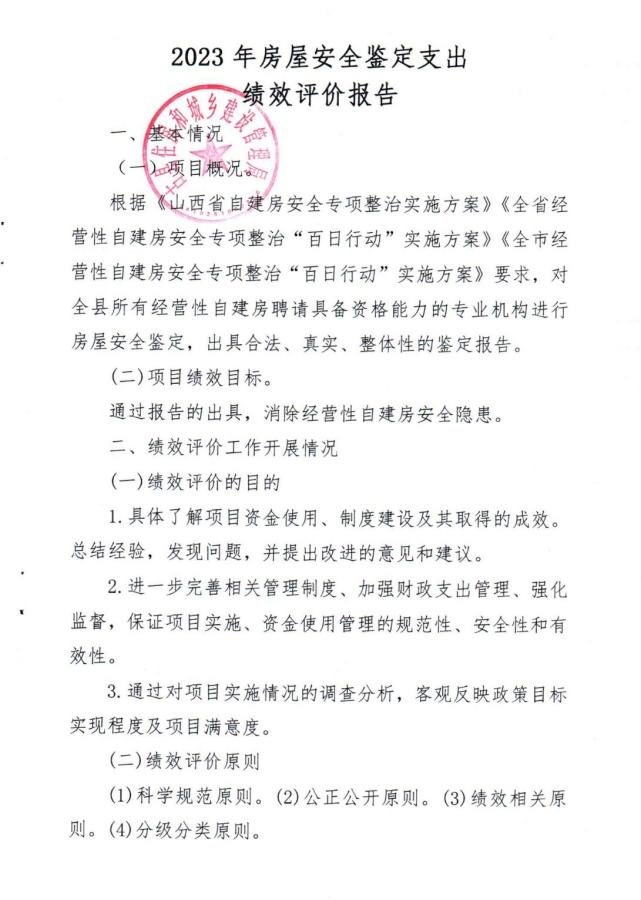 2023年房屋安全鉴定支出
绩效评价报告
古县住房和城乡建设管理局
一、基本情况
（一）项目概况。
根据《山西省自建房安全专项整治实施方案》《全省经
营性自建房安全专项整治“百日行动”实施方案》《全市经
营性自建房安全专项整治“百日行动”实施方案》要求，对
全县所有经营性自建房聘请具备资格能力的专业机构进行
房屋安全鉴定，出具合法、真实、整体性的鉴定报告。
(二)项目绩效目标。
通过报告的出具，消除经营性自建房安全隐患。
二、绩效评价工作开展情况
(一)绩效评价的目的
1.具体了解项目资金使用、制度建设及其取得的成效。
总结经验，发现问题，并提出改进的意见和建议。
2.进一步完善相关管理制度、加强财政支出管理、强化
监督，保证项目实施、资金使用管理的规范性、安全性和有
效性。
3.通过对项目实施情况的调查分析，客观反映政策目标
实现程度及项目满意度。
(二)绩效评价原则
(1)科学规范原则。(2)公正公开原则。(3)绩效相关原
则。(4)分级分类原则。